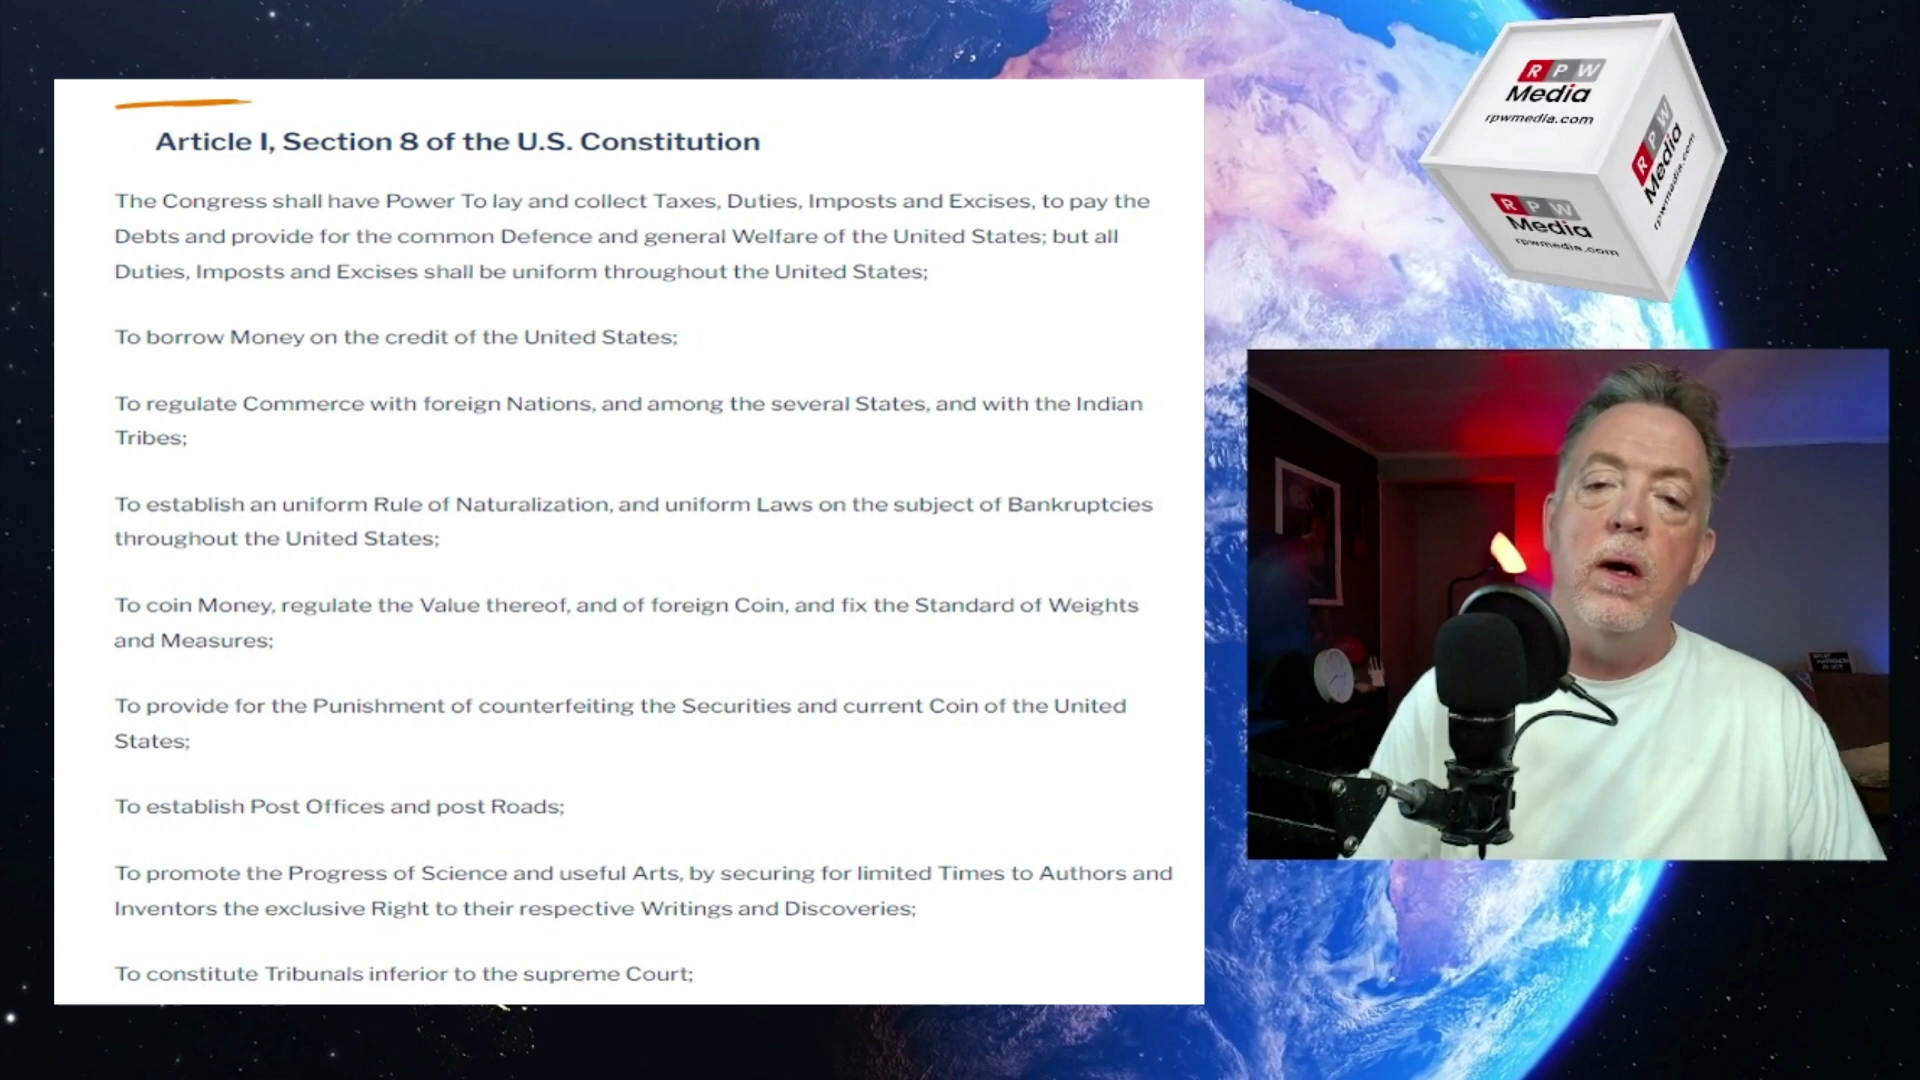 Article I, Section 8 of the U.S. Constitution
The Congress shall have Power To lay and collect Taxes, Duties, Imposts and Excises, to pay the
Debts and provide for the common Defence and general Welfare of the United States; but all
Duties, Imposts and Excises shall be uniform throughout the United States;
To borrow Money on the credit of the United States;
To regulate Commerce with foreign Nations, and among the several States, and with the Indian
Tribes;
To establish an uniform Rule of Naturalization, and uniform Laws on the subject of Bankruptcies
throughout the United States;
To coin Money, regulate the Value thereof, and of foreign Coin, and fix the Standard of Weights
and Measures;
To provide for the Punishment of counterfeiting the Securities and current Coin of the United
States;
To establish Post Offices and post Roads;
To promote the Progress of Science and useful Arts, by securing for limited Times to Authors and
Inventors the exclusive Right to their respective Writings and Discoveries;
To constitute Tribunals inferior to the supreme Court;
RPW
Media
rpwmedia.com
RPW
Media
rpwmedia.com
RPW
Media
rpwmedia.com